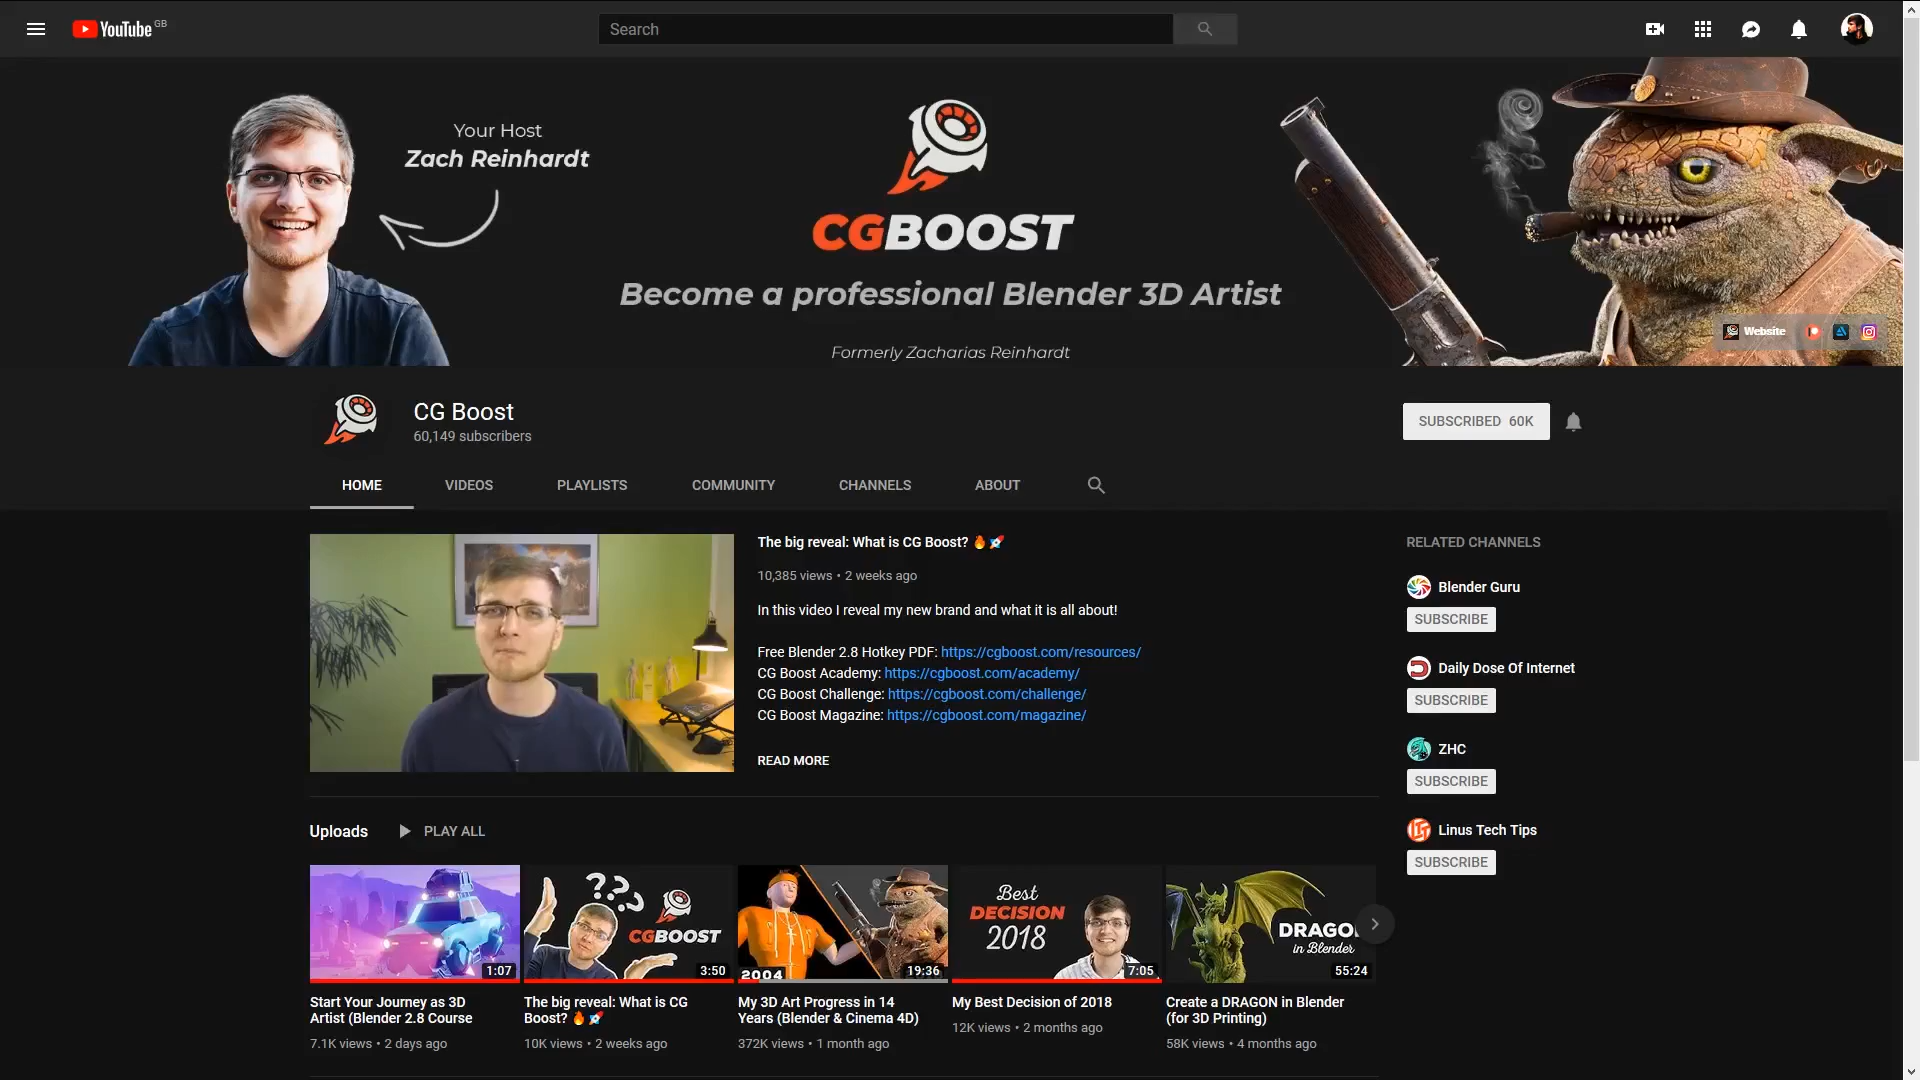 YouTube GB
Search
Your Host
Zach Reinhardt
CGBOOST
Become a professional Blender 3D Artist
Formerly Zacharias Reinhardt
Website
CG Boost
60,149 subscribers
SUBSCRIBED 60K
HOME
VIDEOS
PLAYLISTS
COMMUNITY
CHANNELS
ABOUT
The big reveal: What is CG Boost? 🔥🚀
10,385 views • 2 weeks ago
In this video I reveal my new brand and what it is all about!
Free Blender 2.8 Hotkey PDF: https://cgboost.com/resources/
CG Boost Academy: https://cgboost.com/academy/
CG Boost Challenge: https://cgboost.com/challenge/
CG Boost Magazine: https://cgboost.com/magazine/
READ MORE
RELATED CHANNELS
Blender Guru
SUBSCRIBE
Daily Dose Of Internet
SUBSCRIBE
ZHC
SUBSCRIBE
Linus Tech Tips
SUBSCRIBE
Uploads
PLAY ALL
1:07
Start Your Journey as 3D
Artist (Blender 2.8 Course
7.1K views • 2 days ago
???
CGBOOST
3:50
The big reveal: What is CG
Boost? 🔥🚀
10K views • 2 weeks ago
2004
19:36
My 3D Art Progress in 14
Years (Blender & Cinema 4D)
372K views • 1 month ago
Best
DECISION
2018
7:05
My Best Decision of 2018
12K views • 2 months ago
DRAGO
in Blender
55:24
Create a DRAGON in Blender
(for 3D Printing)
58K views • 4 months ago